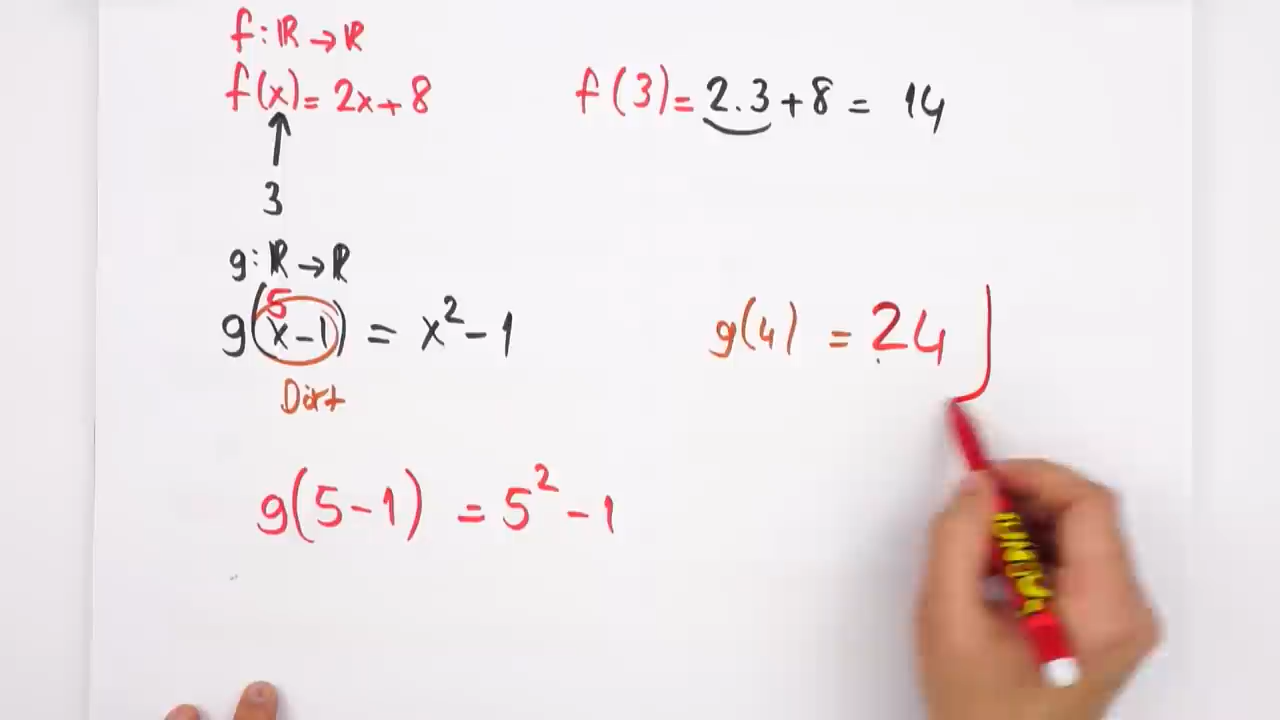 f: ℝ → ℝ
f(x) = 2x + 8
f(3) = 2.3 + 8 = 14
3
g: ℝ → ℝ
5
g(x-1) = x² - 1
g(4) = 24
Dört
g(5-1) = 5² - 1